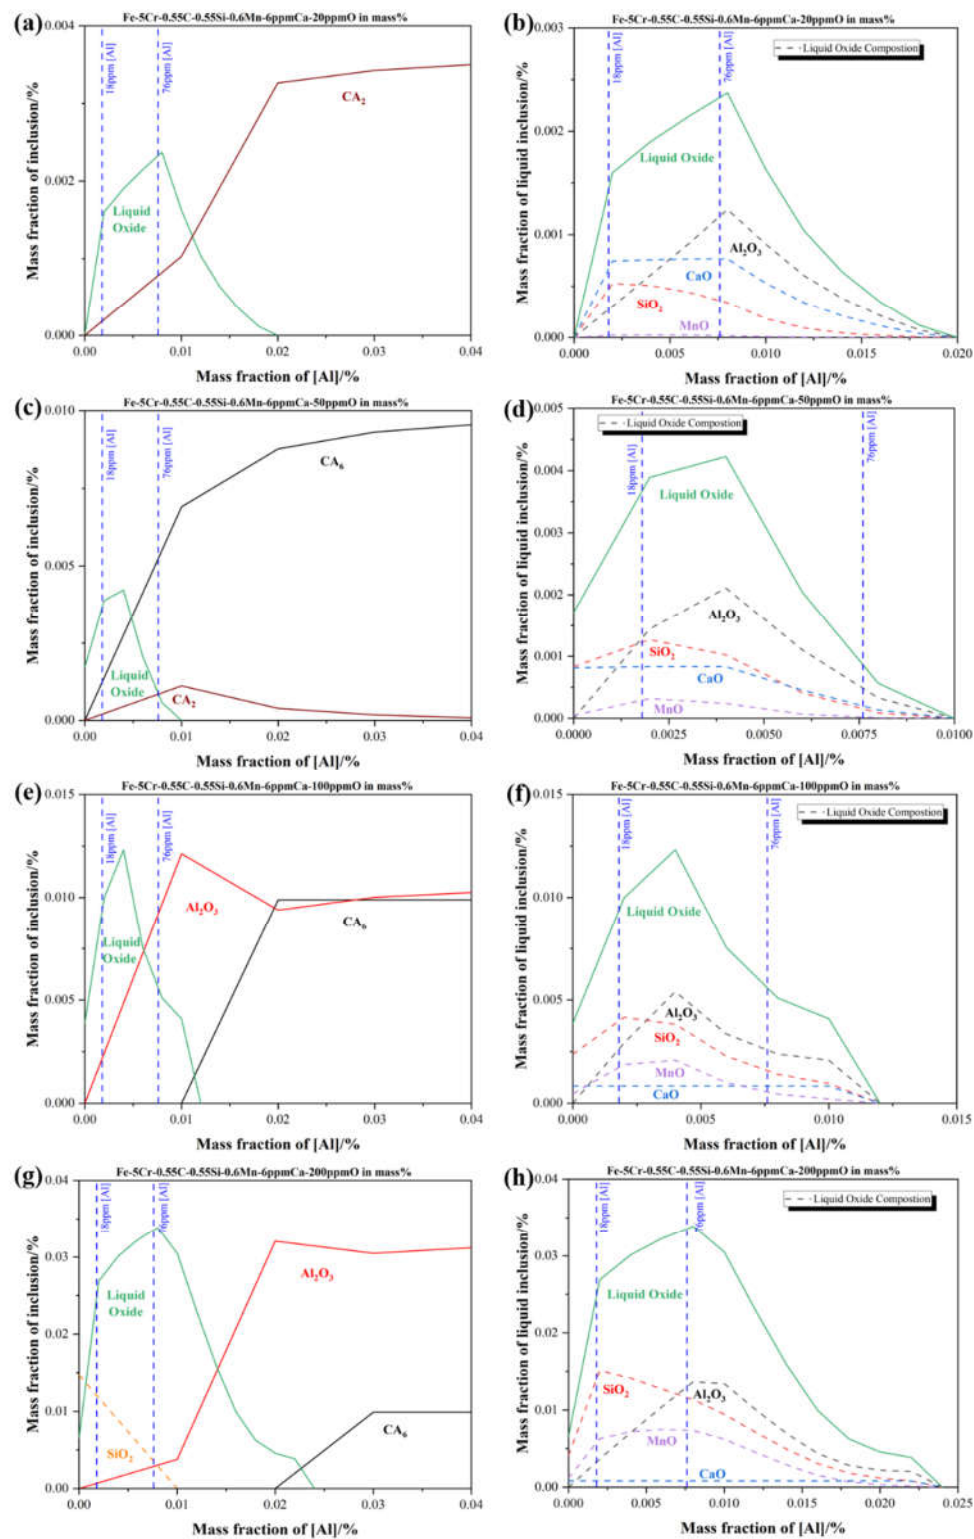 (a)
Fe-5Cr-0.55C-0.55Si-0.6Mn-6ppmCa-20ppmO in mass%
0.004
0.002
0.000
Mass fraction of inclusion/%
18ppm [Al]
76ppm [Al]
CA₂
Liquid
Oxide
0.00 0.01 0.02 0.03 0.04
Mass fraction of [Al]/%
(b)
Fe-5Cr-0.55C-0.55Si-0.6Mn-6ppmCa-20ppmO in mass%
0.003
0.002
0.001
0.000
Mass fraction of liquid inclusion/%
18ppm [Al]
76ppm [Al]
Liquid Oxide Compostion
Liquid Oxide
Al₂O₃
CaO
SiO₂
MnO
0.000 0.005 0.010 0.015 0.020
Mass fraction of [Al]/%
(c)
Fe-5Cr-0.55C-0.55Si-0.6Mn-6ppmCa-50ppmO in mass%
0.010
0.005
0.000
Mass fraction of inclusion/%
18ppm [Al]
76ppm [Al]
CA₆
Liquid
Oxide
CA₂
0.00 0.01 0.02 0.03 0.04
Mass fraction of [Al]/%
(d)
Fe-5Cr-0.55C-0.55Si-0.6Mn-6ppmCa-50ppmO in mass%
0.005
0.004
0.003
0.002
0.001
0.000
Mass fraction of liquid inclusion/%
Liquid Oxide Compostion
18ppm [Al]
76ppm [Al]
Liquid Oxide
Al₂O₃
SiO₂
CaO
MnO
0.0000 0.0025 0.0050 0.0075 0.0100
Mass fraction of [Al]/%
(e)
Fe-5Cr-0.55C-0.55Si-0.6Mn-6ppmCa-100ppmO in mass%
0.015
0.010
0.005
0.000
Mass fraction of inclusion/%
18ppm [Al]
76ppm [Al]
Al₂O₃
CA₆
Liquid
Oxide
0.00 0.01 0.02 0.03 0.04
Mass fraction of [Al]/%
(f)
Fe-5Cr-0.55C-0.55Si-0.6Mn-6ppmCa-100ppmO in mass%
0.015
0.010
0.005
0.000
Mass fraction of liquid inclusion/%
18ppm [Al]
76ppm [Al]
Liquid Oxide Compostion
Liquid Oxide
Al₂O₃
SiO₂
MnO
CaO
0.000 0.005 0.010 0.015
Mass fraction of [Al]/%
(g)
Fe-5Cr-0.55C-0.55Si-0.6Mn-6ppmCa-200ppmO in mass%
0.04
0.03
0.02
0.01
0.00
Mass fraction of inclusion/%
18ppm [Al]
76ppm [Al]
Al₂O₃
Liquid
Oxide
SiO₂
CA₆
0.00 0.01 0.02 0.03 0.04
Mass fraction of [Al]/%
(h)
Fe-5Cr-0.55C-0.55Si-0.6Mn-6ppmCa-200ppmO in mass%
0.04
0.03
0.02
0.01
0.00
Mass fraction of liquid inclusion/%
18ppm [Al]
76ppm [Al]
Liquid Oxide Compostion
Liquid Oxide
SiO₂
Al₂O₃
MnO
CaO
0.000 0.005 0.010 0.015 0.020 0.025
Mass fraction of [Al]/%